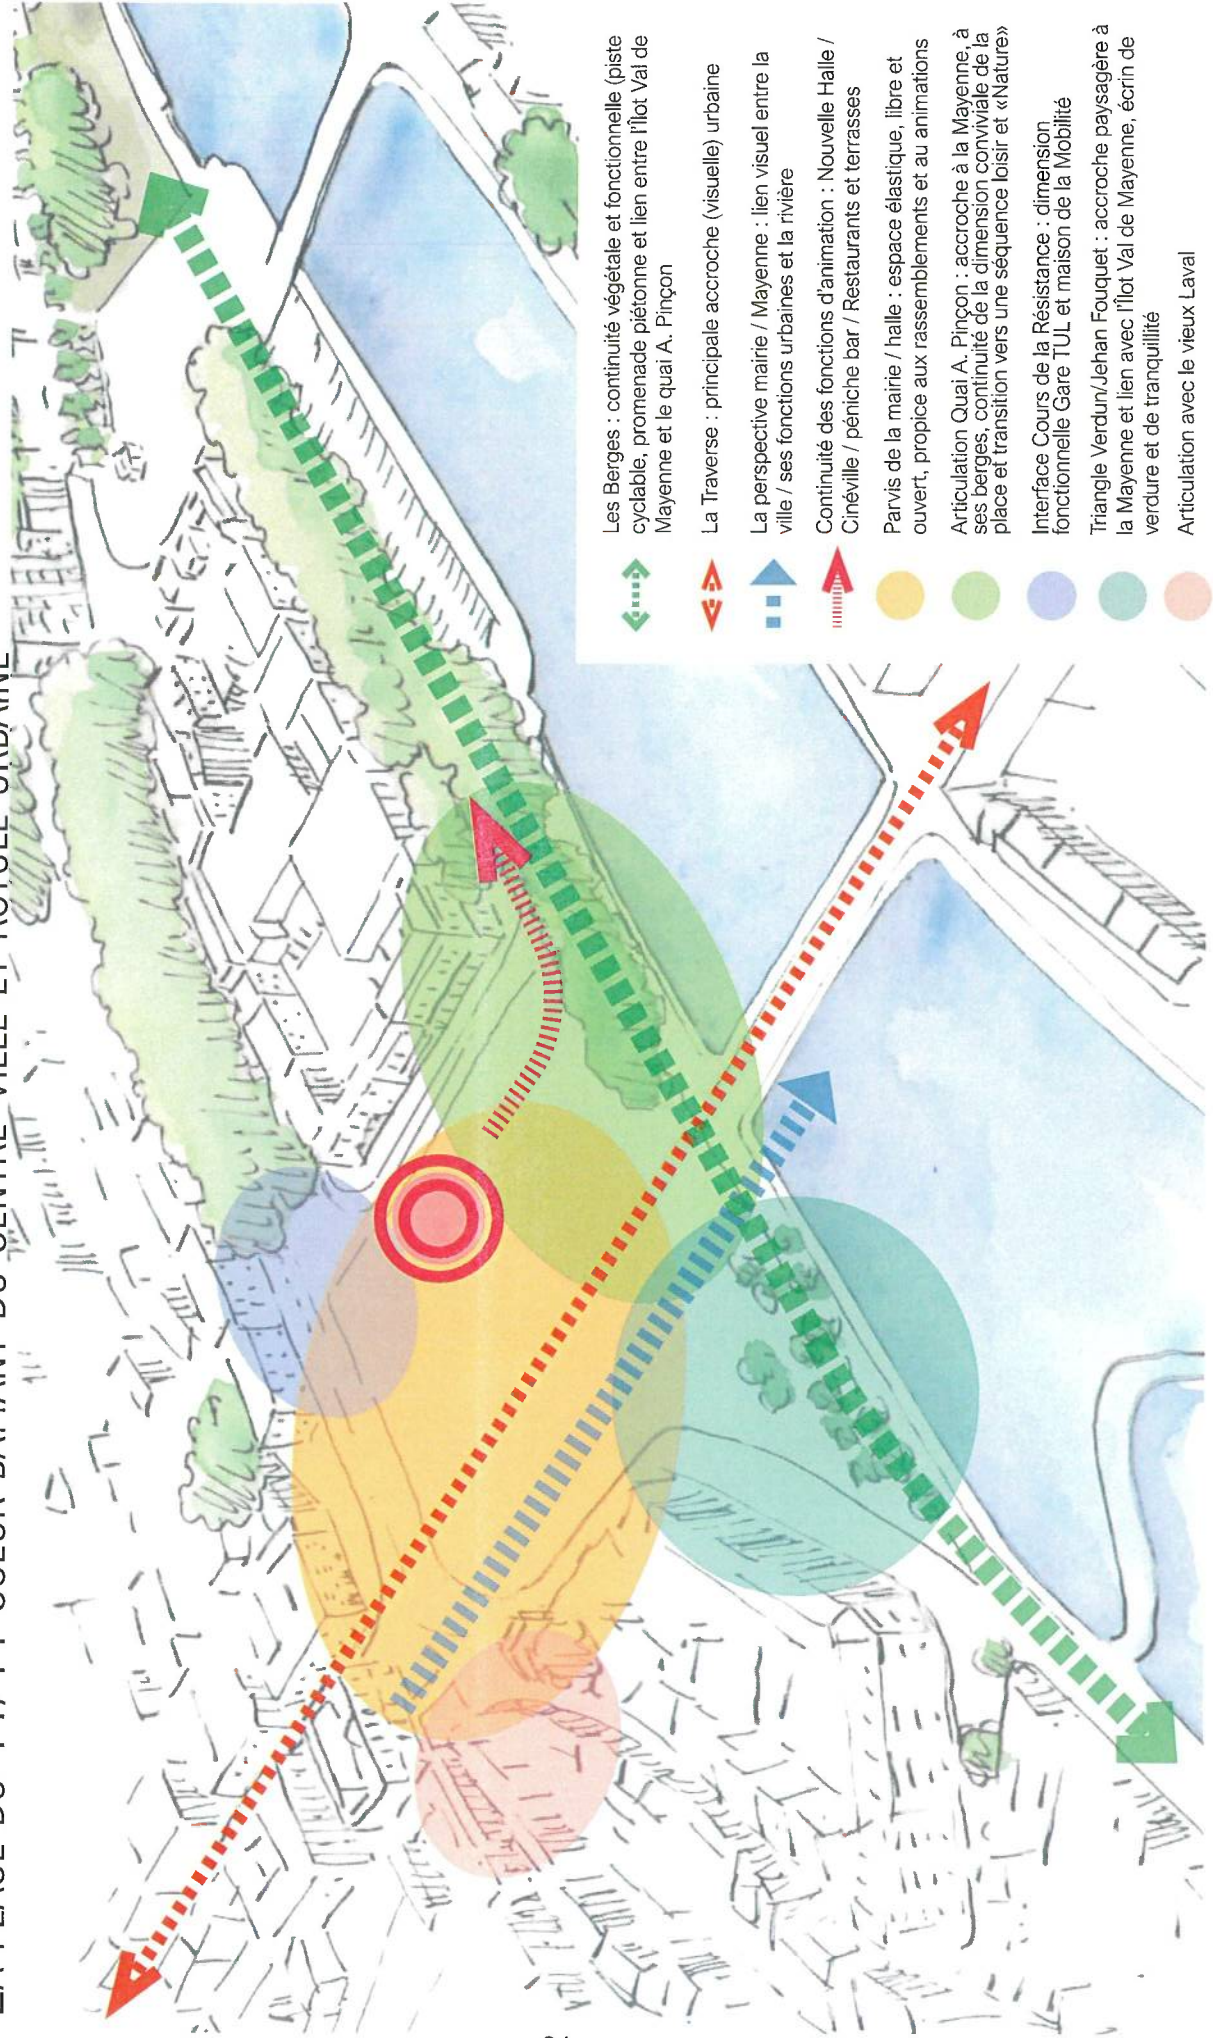 Les Berges : continuité végétale et fonctionnelle (piste
cyclable, promenade piétonne et lien entre l'îlot Val de
Mayenne et le quai A. Pinçon
La Traverse : principale accroche (visuelle) urbaine
La perspective mairie / Mayenne : lien visuel entre la
ville / ses fonctions urbaines et la rivière
Continuité des fonctions d'animation : Nouvelle Halle /
Cinéville / péniche bar / Restaurants et terrasses
Parvis de la mairie / halle : espace élastique, libre et
ouvert, propice aux rassemblements et au animations
Articulation Quai A. Pinçon : accroche à la Mayenne, à
ses berges, continuité de la dimension conviviale de la
place et transition vers une séquence loisir et «Nature»
Interface Cours de la Résistance : dimension
fonctionnelle Gare TUL et maison de la Mobilité
Triangle Verdun/Jehan Fouquet : accroche paysagère à
la Mayenne et lien avec l'îlot Val de Mayenne, écrin de
verdure et de tranquillité
Articulation avec le vieux Laval